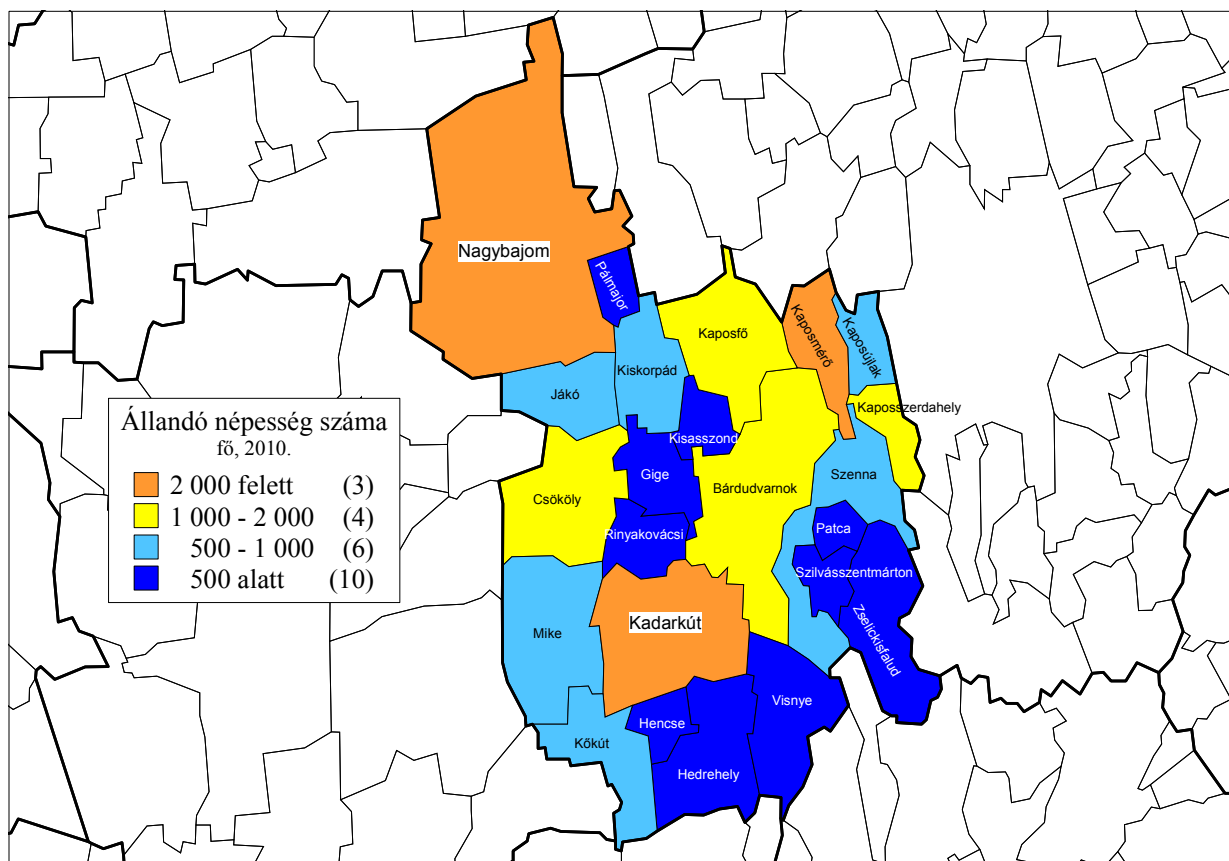 Nagybajom
Pálmajor
Kaposfő
Kaposmérő
Kaposújlak
Kiskorpád
Jákó
Kaposszerdahely
Állandó népesség száma
fő, 2010.
2 000 felett (3)
1 000 - 2 000 (4)
500 - 1 000 (6)
500 alatt (10)
Kisasszond
Gige
Szenna
Bárdudvarnok
Csököly
Patca
Rinyakovácsi
Szilvásszentmárton
Kadarkút
Mike
Zselickisfalud
Visnye
Hencse
Kőkút
Hedrehely